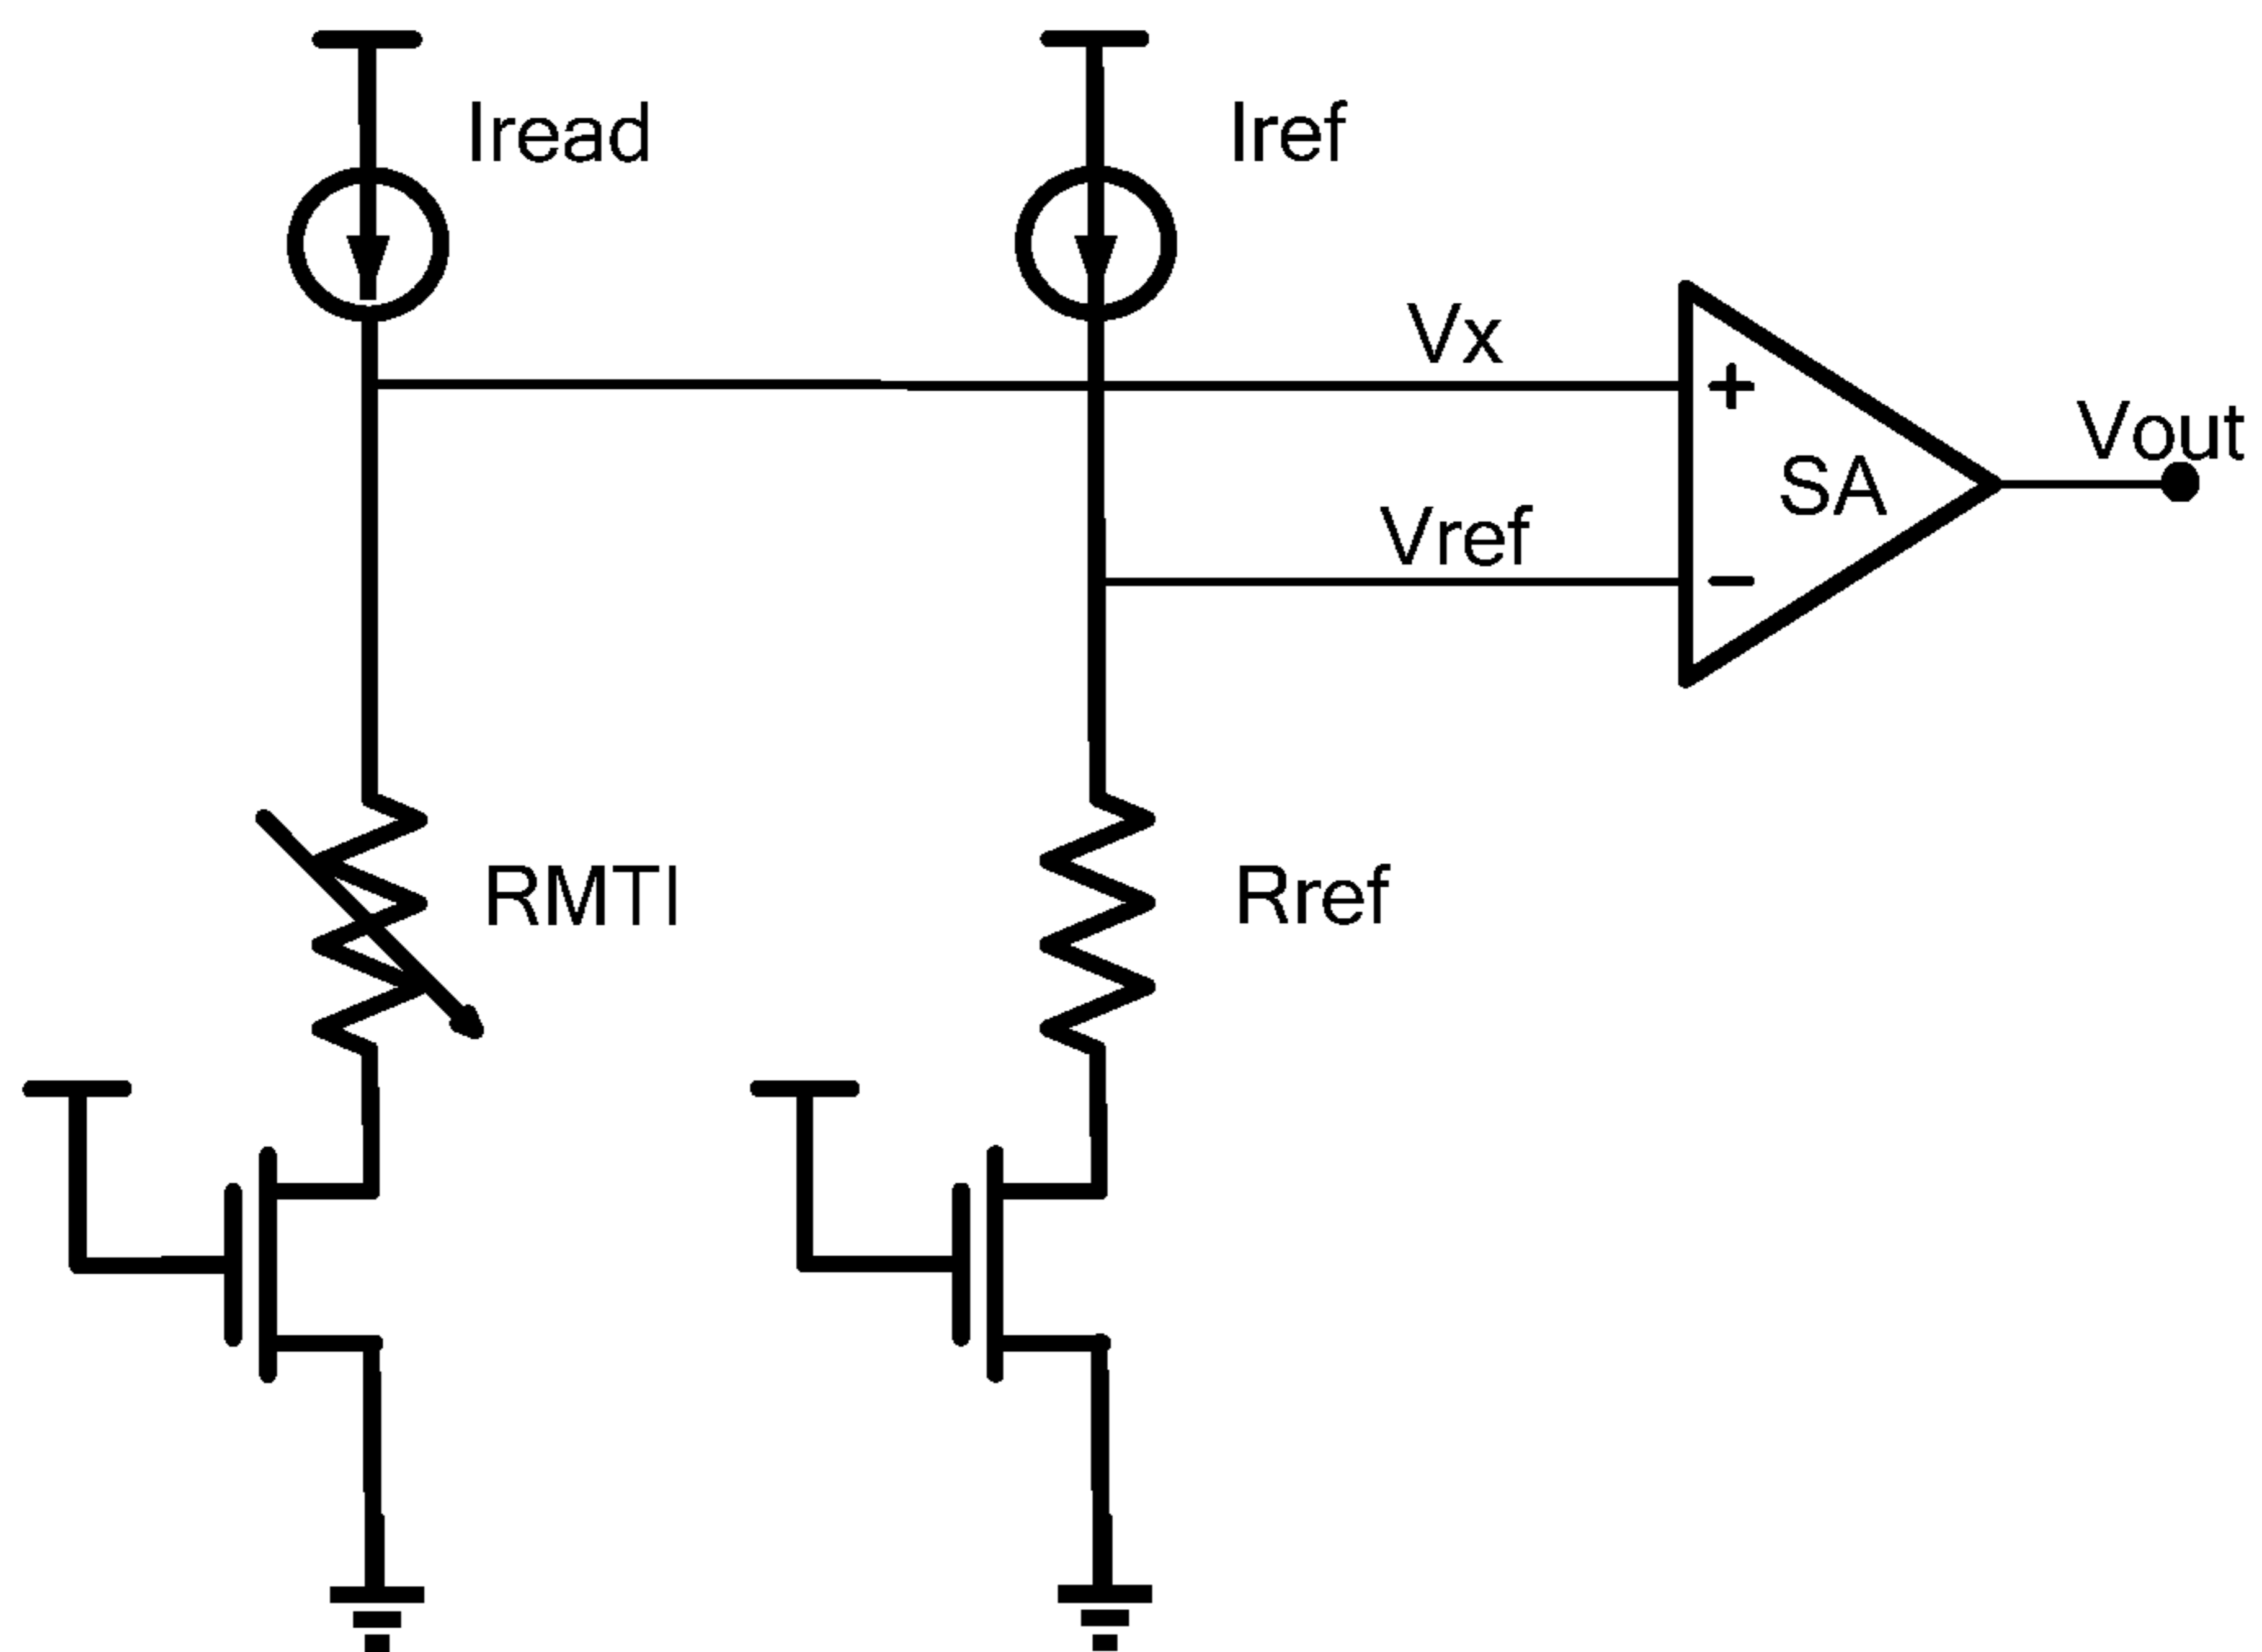 Iread
Iref
Vx
+
Vout
SA
Vref
−
RMTI
Rref